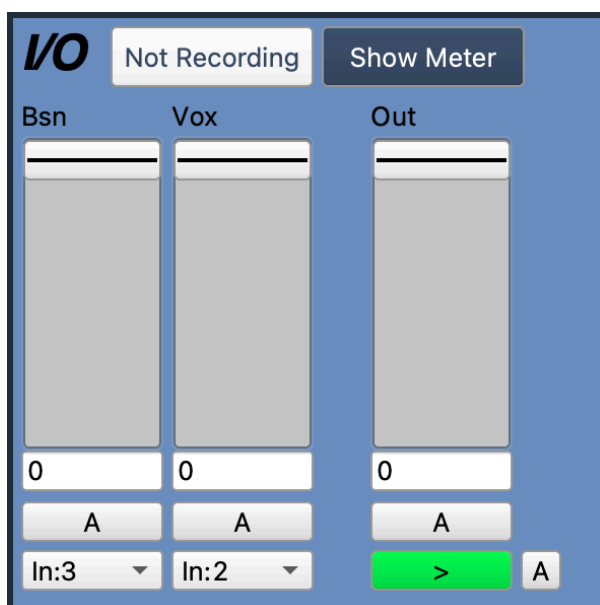 I/O Not Recording Show Meter
Bsn Vox Out
0 0 0
A A A
In:3 In:2 > A